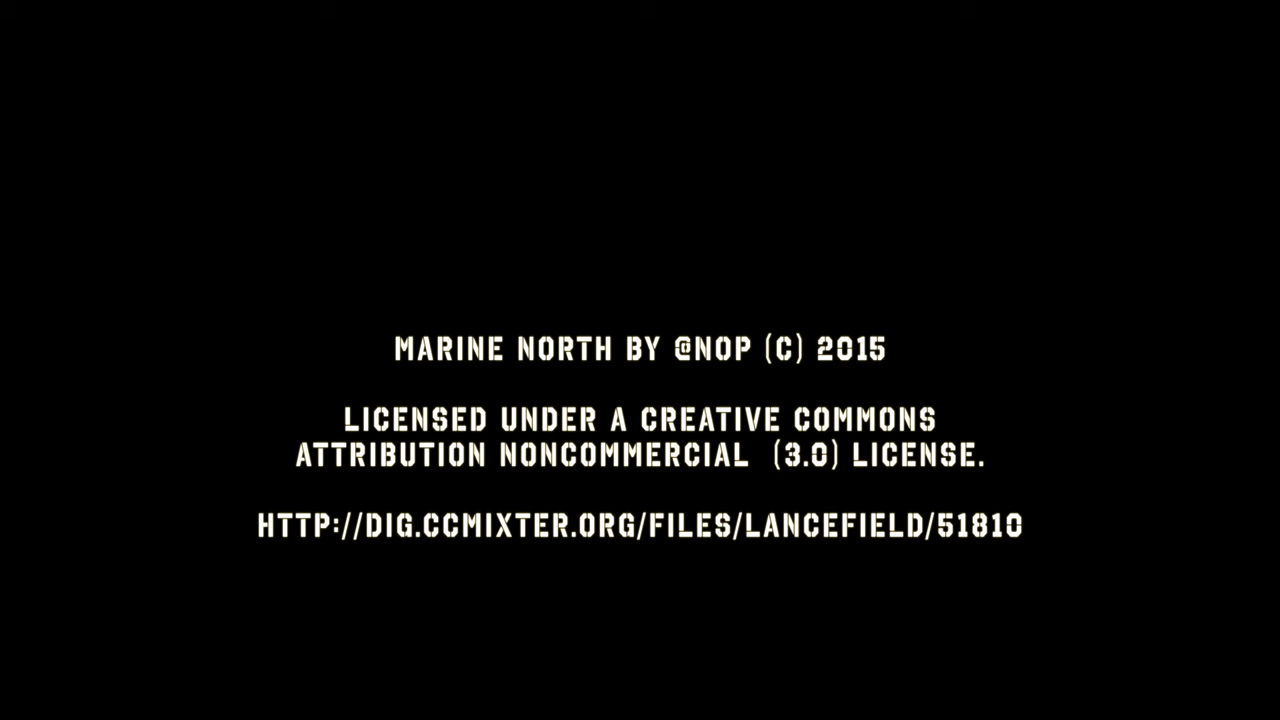 MARINE NORTH BY @NOP (C) 2015
LICENSED UNDER A CREATIVE COMMONS
ATTRIBUTION NONCOMMERCIAL (3.0) LICENSE.
HTTP://DIG.CCMIXTER.ORG/FILES/LANCEFIELD/51810